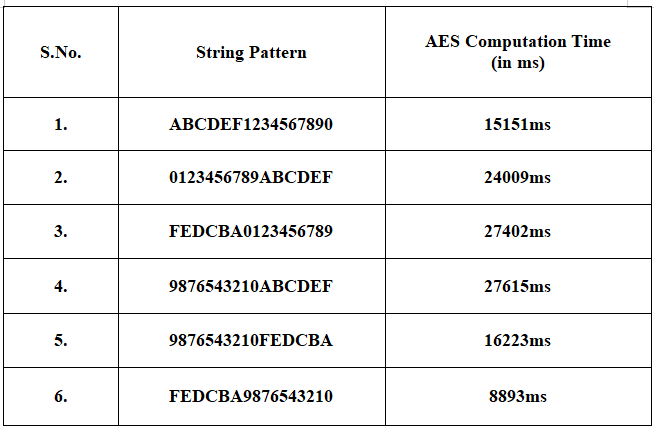 S.No. String Pattern AES Computation Time
(in ms)
1. ABCDEF1234567890 15151ms
2. 0123456789ABCDEF 24009ms
3. FEDCBA0123456789 27402ms
4. 9876543210ABCDEF 27615ms
5. 9876543210FEDCBA 16223ms
6. FEDCBA9876543210 8893ms